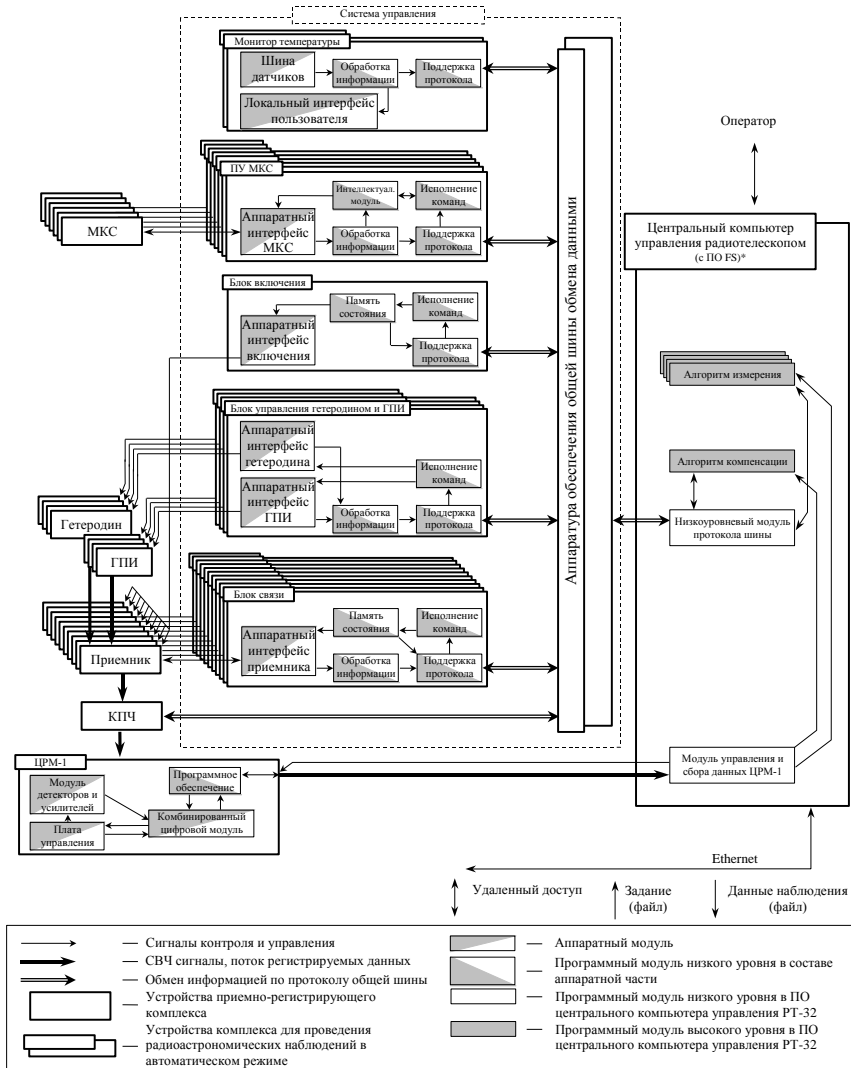 Система управления
Монитор температуры
Шина
датчиков
Обработка
информации
Поддержка
протокола
Локальный интерфейс
пользователя
ПУ МКС
Интеллектуал.
модуль
Исполнение
команд
Аппаратный
интерфейс
МКС
Обработка
информации
Поддержка
протокола
МКС
Блок включения
Память
состояния
Исполнение
команд
Аппаратный
интерфейс
включения
Поддержка
протокола
Блок управления гетеродином и ГПИ
Аппаратный
интерфейс
гетеродина
Исполнение
команд
Аппаратный
интерфейс
ГПИ
Обработка
информации
Поддержка
протокола
Гетеродин
ГПИ
Блок связи
Память
состояния
Исполнение
команд
Аппаратный
интерфейс
приемника
Обработка
информации
Поддержка
протокола
Приемник
КПЧ
Аппаратура обеспечения общей шины обмена данными
Оператор
Центральный компьютер
управления радиотелескопом
(с ПО FS)*
Алгоритм измерения
Алгоритм компенсации
Низкоуровневый модуль
протокола шины
Модуль управления и
сбора данных ЦРМ-1
ЦРМ-1
Модуль
детекторов и
усилителей
Программное
обеспечение
Плата
управления
Комбинированный
цифровой модуль
Ethernet
Удаленный доступ
Задание
(файл)
Данные наблюдения
(файл)
— Сигналы контроля и управления
— СВЧ сигналы, поток регистрируемых данных
— Обмен информацией по протоколу общей шины
— Устройства приемно-регистрирующего
комплекса
— Устройства комплекса для проведения
радиоастрономических наблюдений в
автоматическом режиме
— Аппаратный модуль
— Программный модуль низкого уровня в составе
аппаратной части
— Программный модуль низкого уровня в ПО
центрального компьютера управления РТ-32
— Программный модуль высокого уровня в ПО
центрального компьютера управления РТ-32